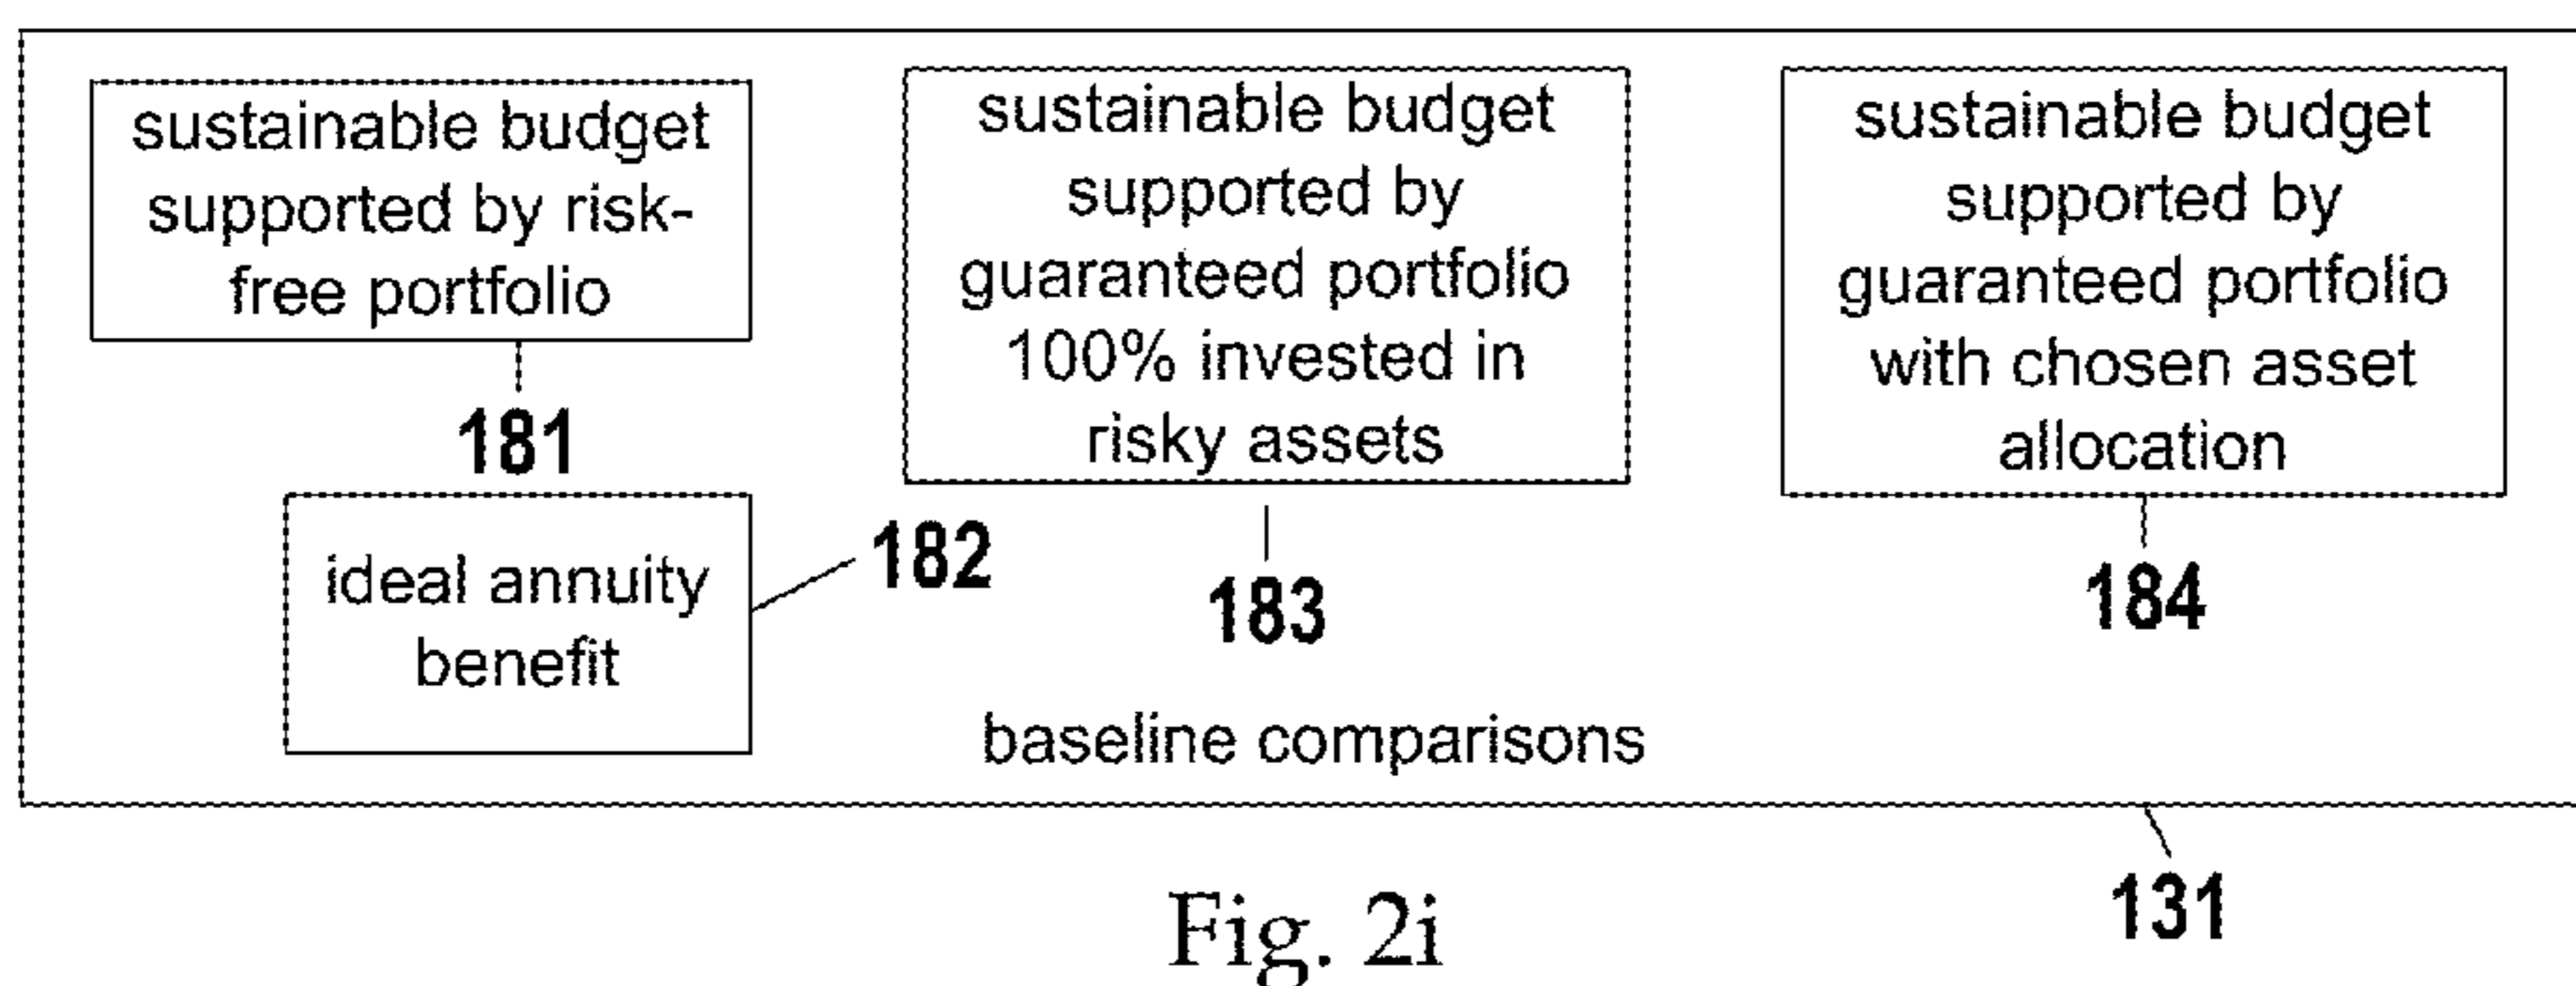 sustainable budget
supported by risk-
free portfolio
181
ideal annuity
benefit
182
sustainable budget
supported by
guaranteed portfolio
100% invested in
risky assets
183
sustainable budget
supported by
guaranteed portfolio
with chosen asset
allocation
184
baseline comparisons
131
Fig. 2i